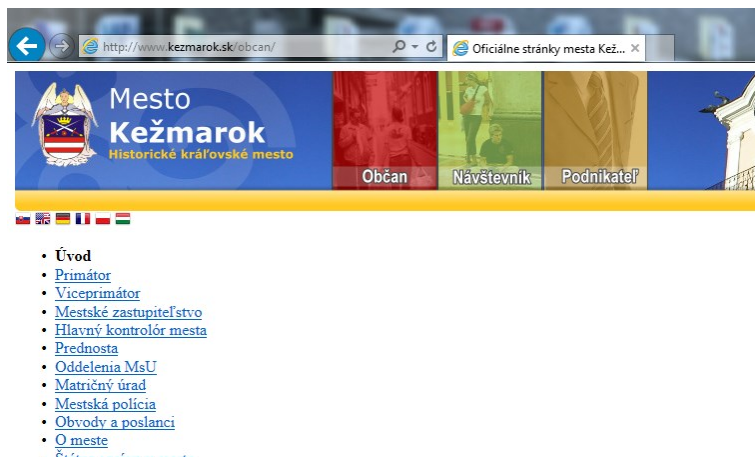 http://www.kezmarok.sk/obcan/
Oficiálne stránky mesta Kež...
Mesto
Kežmarok
Historické kráľovské mesto
Občan
Návštevník
Podnikateľ
• Úvod
• Primátor
• Viceprimátor
• Mestské zastupiteľstvo
• Hlavný kontrolór mesta
• Prednosta
• Oddelenia MsU
• Matričný úrad
• Mestská polícia
• Obvody a poslanci
• O meste